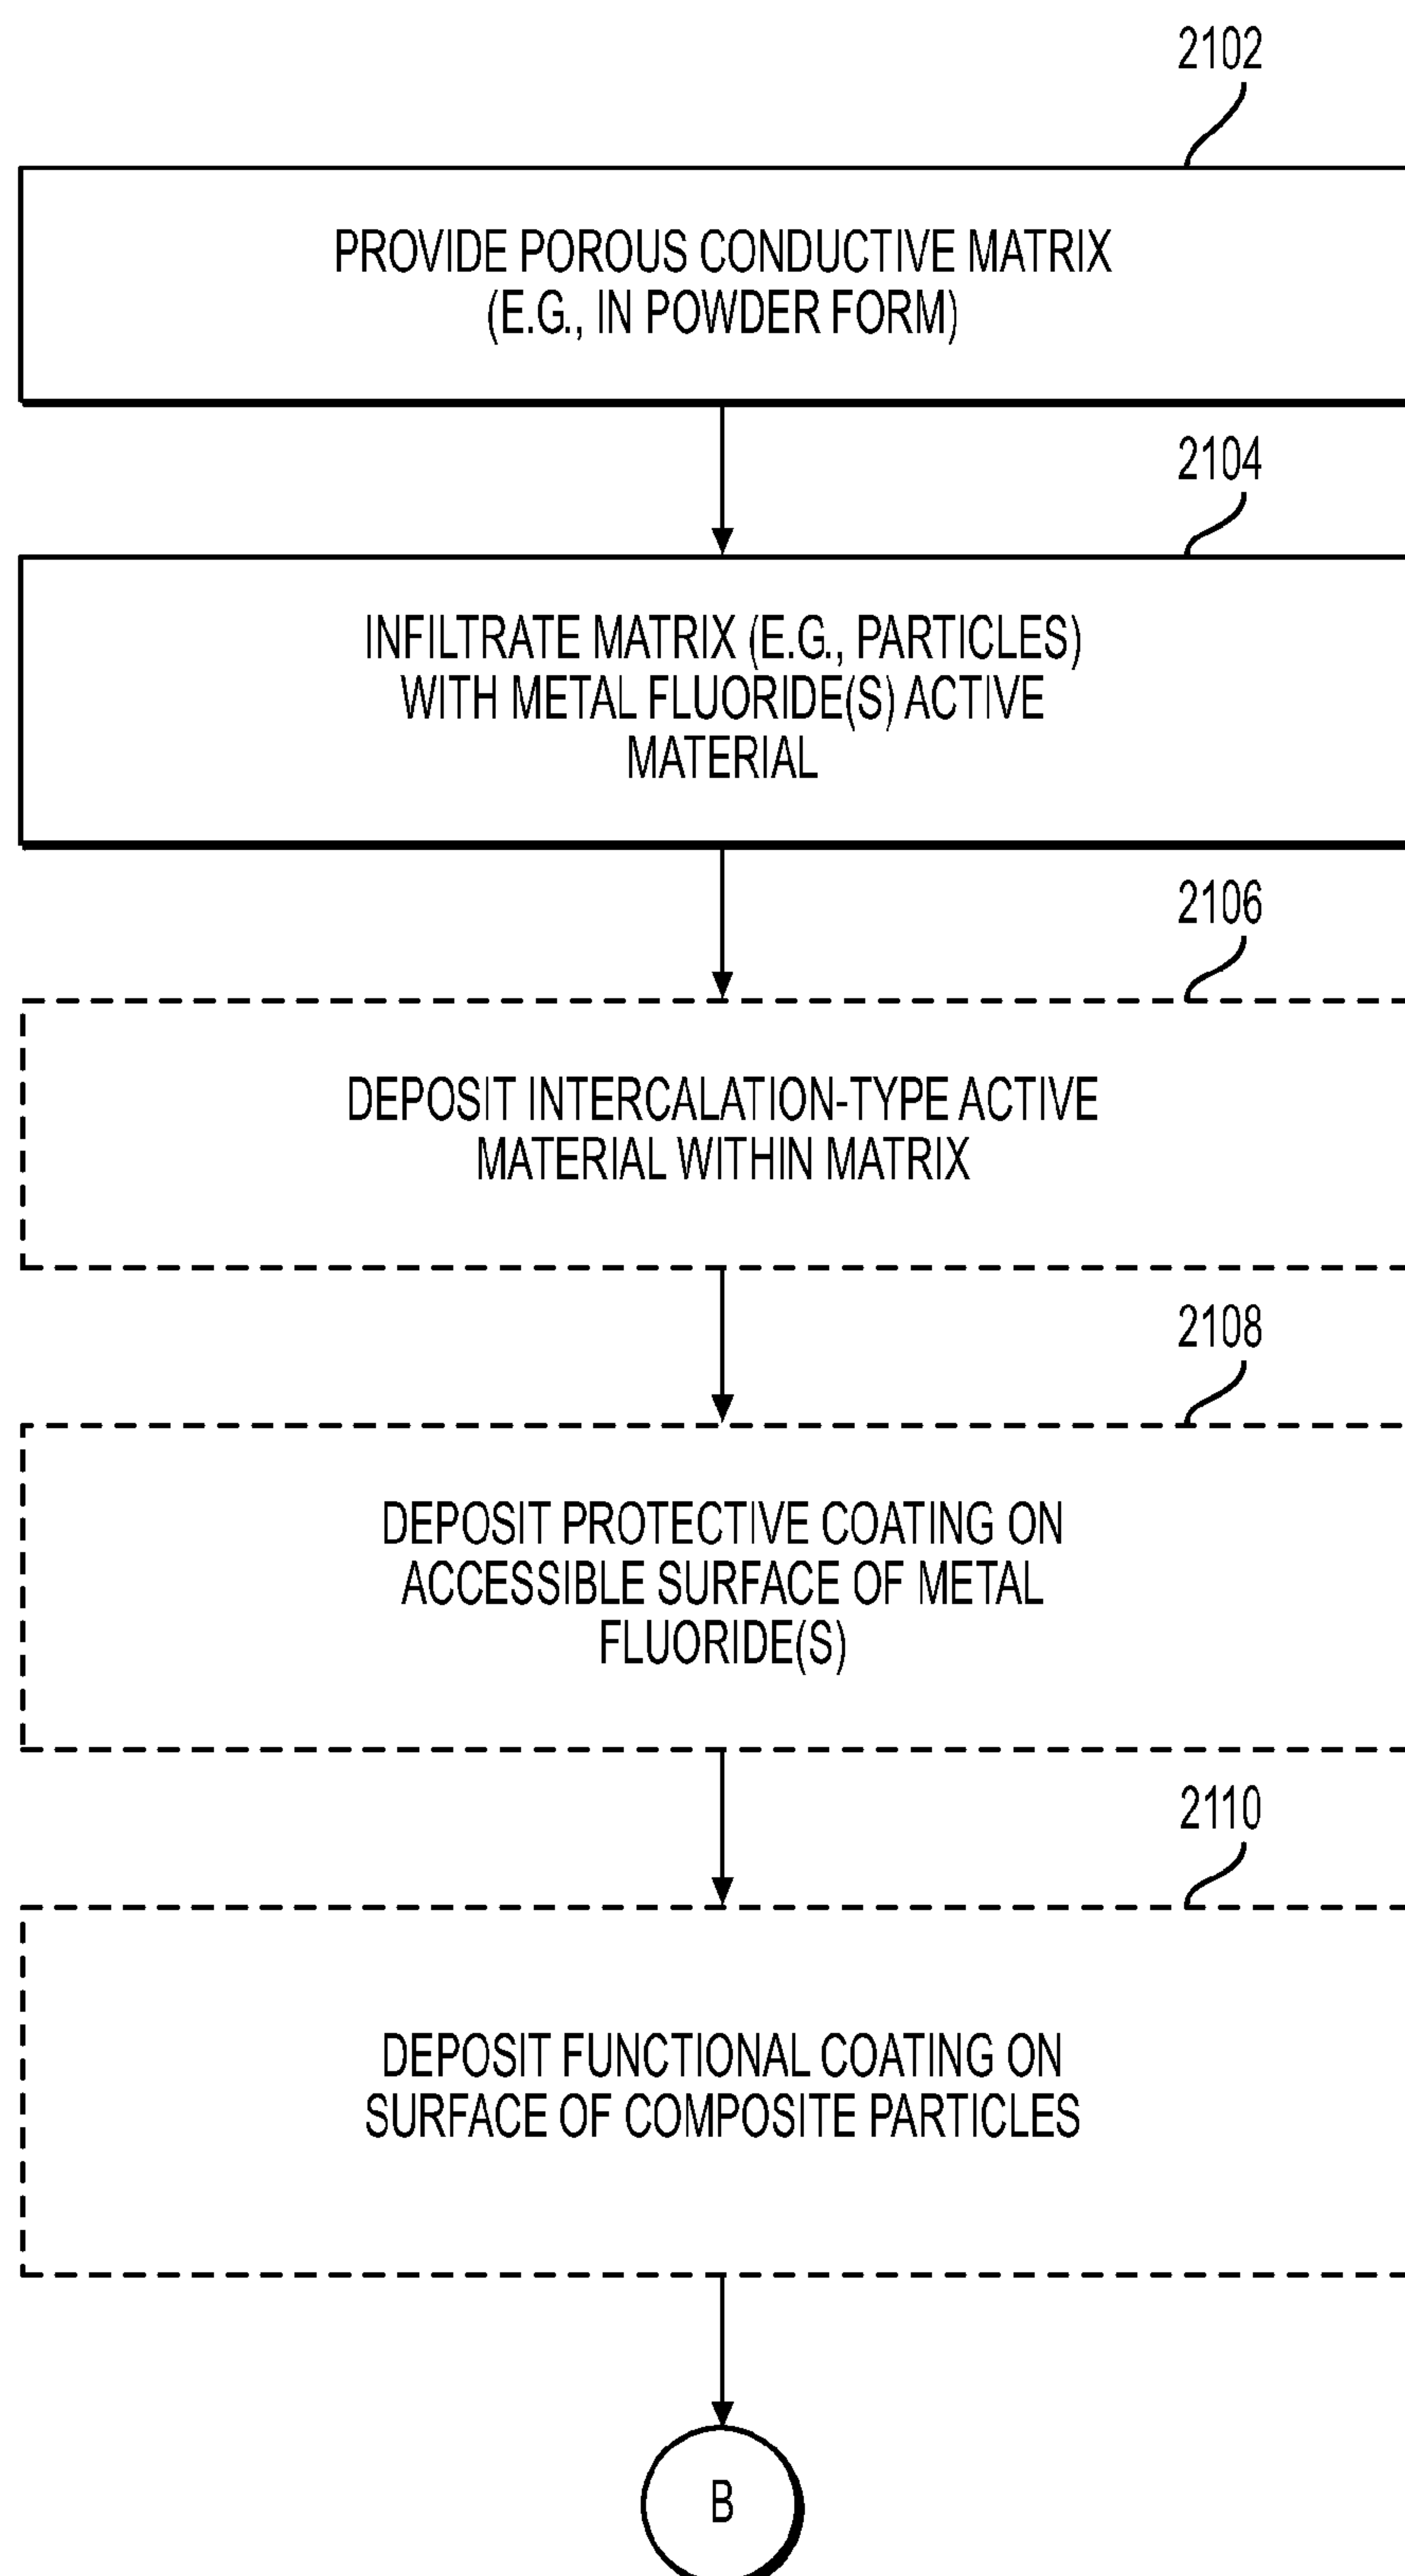 2102
PROVIDE POROUS CONDUCTIVE MATRIX
(E.G., IN POWDER FORM)
2104
INFILTRATE MATRIX (E.G., PARTICLES)
WITH METAL FLUORIDE(S) ACTIVE
MATERIAL
2106
DEPOSIT INTERCALATION-TYPE ACTIVE
MATERIAL WITHIN MATRIX
2108
DEPOSIT PROTECTIVE COATING ON
ACCESSIBLE SURFACE OF METAL
FLUORIDE(S)
2110
DEPOSIT FUNCTIONAL COATING ON
SURFACE OF COMPOSITE PARTICLES
B